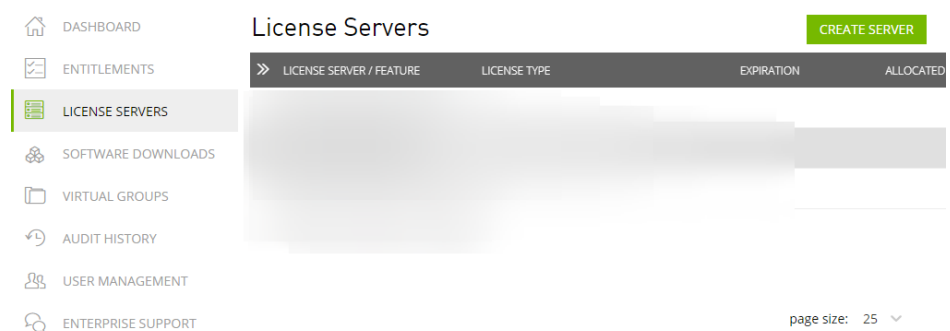 DASHBOARD
ENTITLEMENTS
LICENSE SERVERS
SOFTWARE DOWNLOADS
VIRTUAL GROUPS
AUDIT HISTORY
USER MANAGEMENT
ENTERPRISE SUPPORT
License Servers
CREATE SERVER
LICENSE SERVER / FEATURE LICENSE TYPE EXPIRATION ALLOCATED
page size: 25